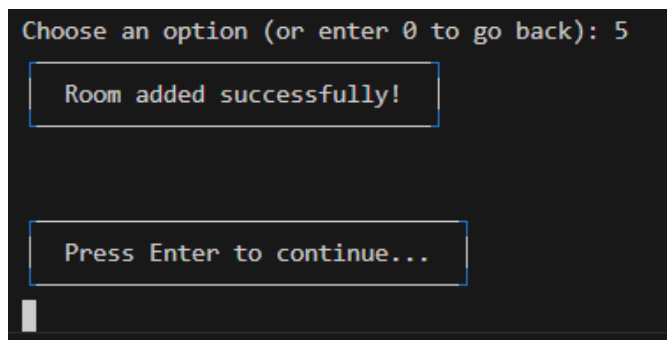 Choose an option (or enter 0 to go back): 5
Room added successfully!
Press Enter to continue...